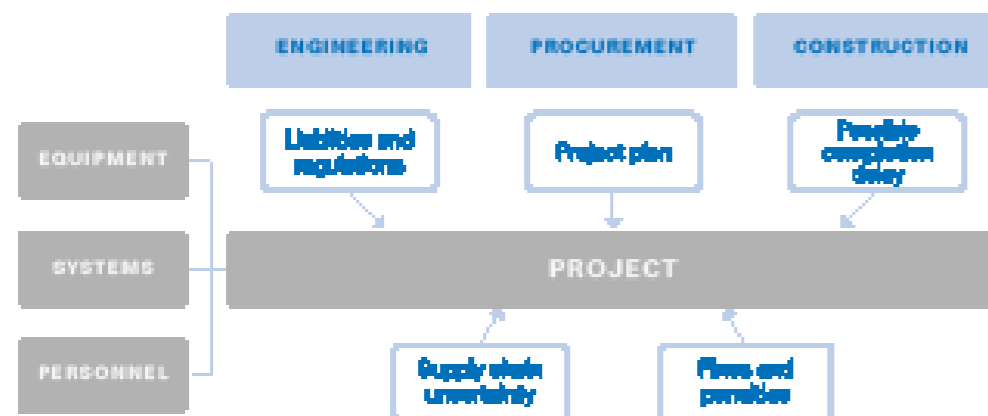 ENGINEERING
PROCUREMENT
CONSTRUCTION
EQUIPMENT
Liabilities and
regulations
Project plan
Possible
completion
delay
SYSTEMS
PROJECT
PERSONNEL
Supply chain
uncertainty
and
penalties